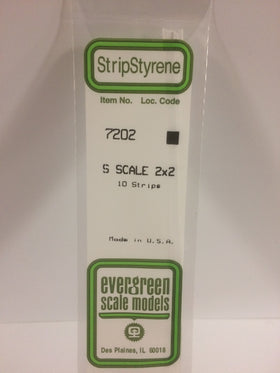 StripStyrene
Item No. Loc. Code
7202
S SCALE 2x2
10 Strips
Made in U.S.A.
evergreen
scale models
Des Plaines, IL 60018